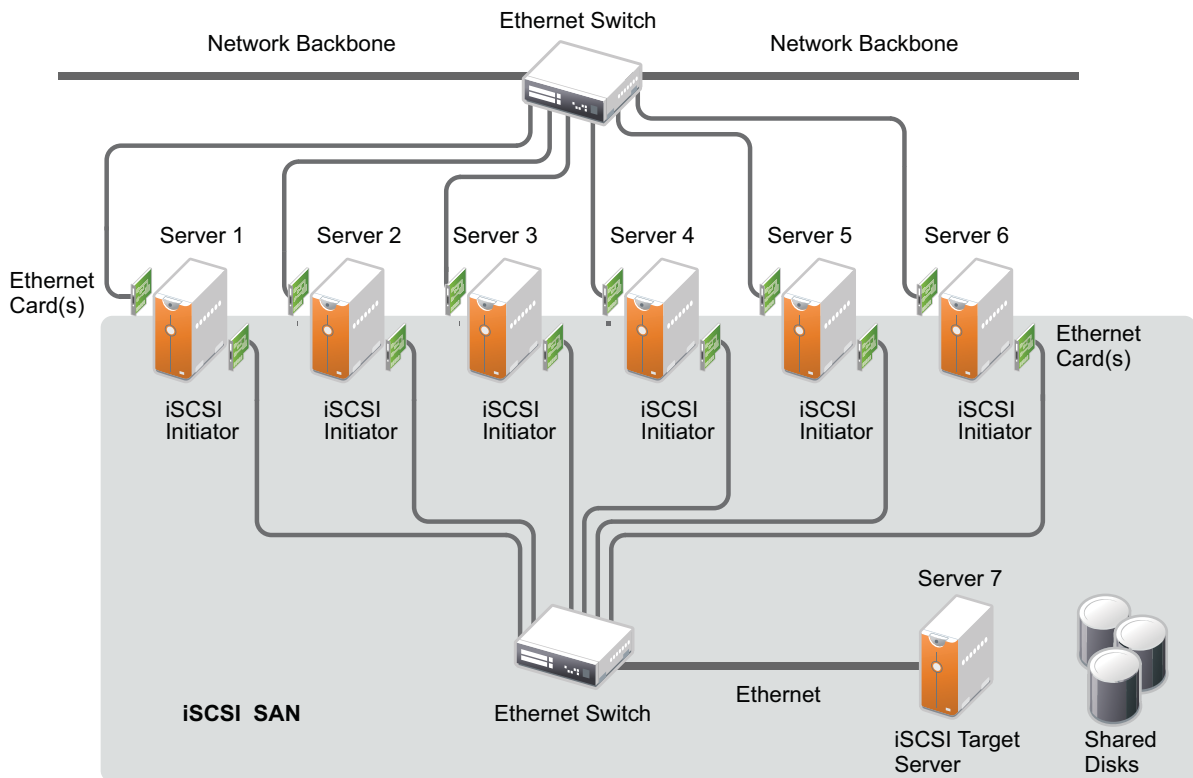 Ethernet Switch
Network Backbone
Network Backbone
Server 1
Server 2
Server 3
Server 4
Server 5
Server 6
Ethernet
Card(s)
Ethernet
Card(s)
iSCSI
Initiator
iSCSI
Initiator
iSCSI
Initiator
iSCSI
Initiator
iSCSI
Initiator
iSCSI
Initiator
Server 7
Ethernet
iSCSI SAN
Ethernet Switch
iSCSI Target
Server
Shared
Disks